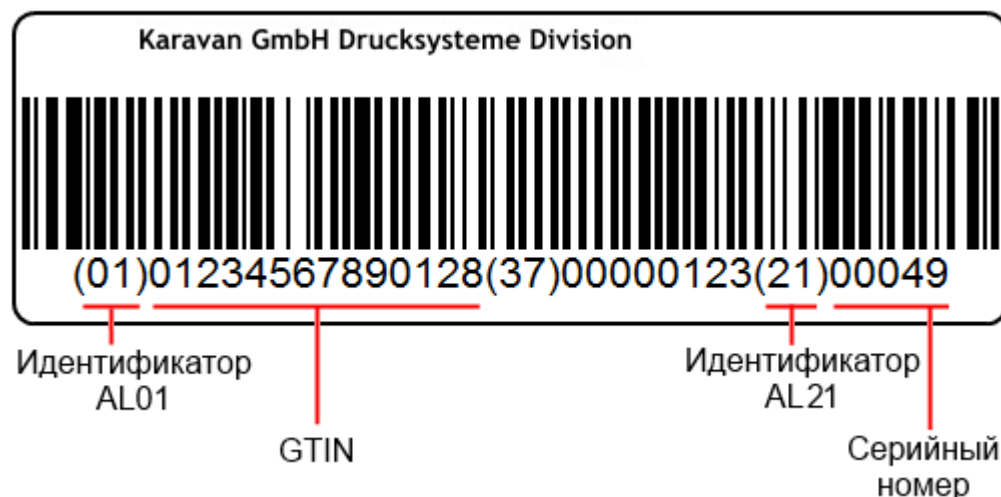 Karavan GmbH Drucksysteme Division
(01)01234567890128(37)00000123(21)00049
Идентификатор
AL01
GTIN
Идентификатор
AL21
Серийный
номер